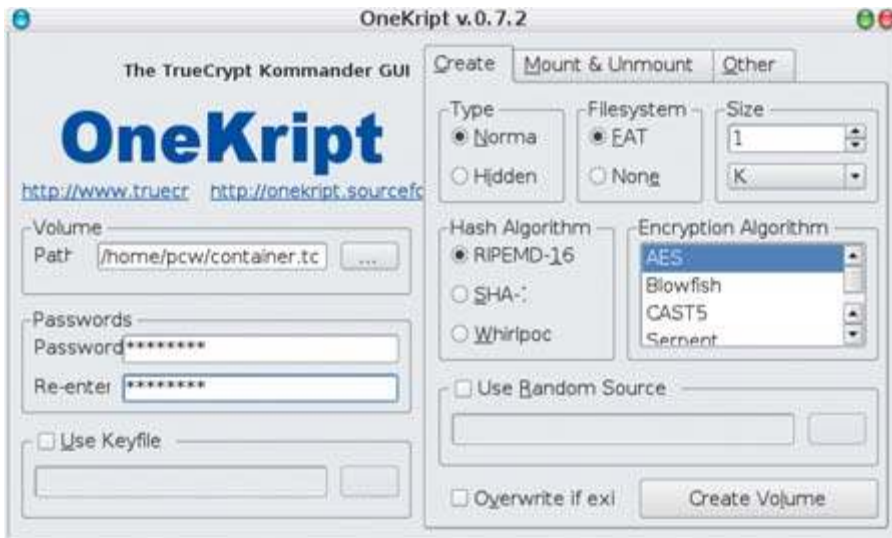 OneKript v.0.7.2
The TrueCrypt Kommander GUI
OneKript
http://www.truecr http://onekript.sourcefc
Volume
Path /home/pcw/container.tc ...
Passwords
Password ********
Re-enter ********
Use Keyfile
Create Mount & Unmount Other
Type
Norma
Hidden
Filesystem
FAT
None
Size
1
K
Hash Algorithm
RIPEMD-16
SHA-1
Whirlpoc
Encryption Algorithm
AES
Blowfish
CAST5
Serpent
Use Random Source
Overwrite if exi
Create Volume